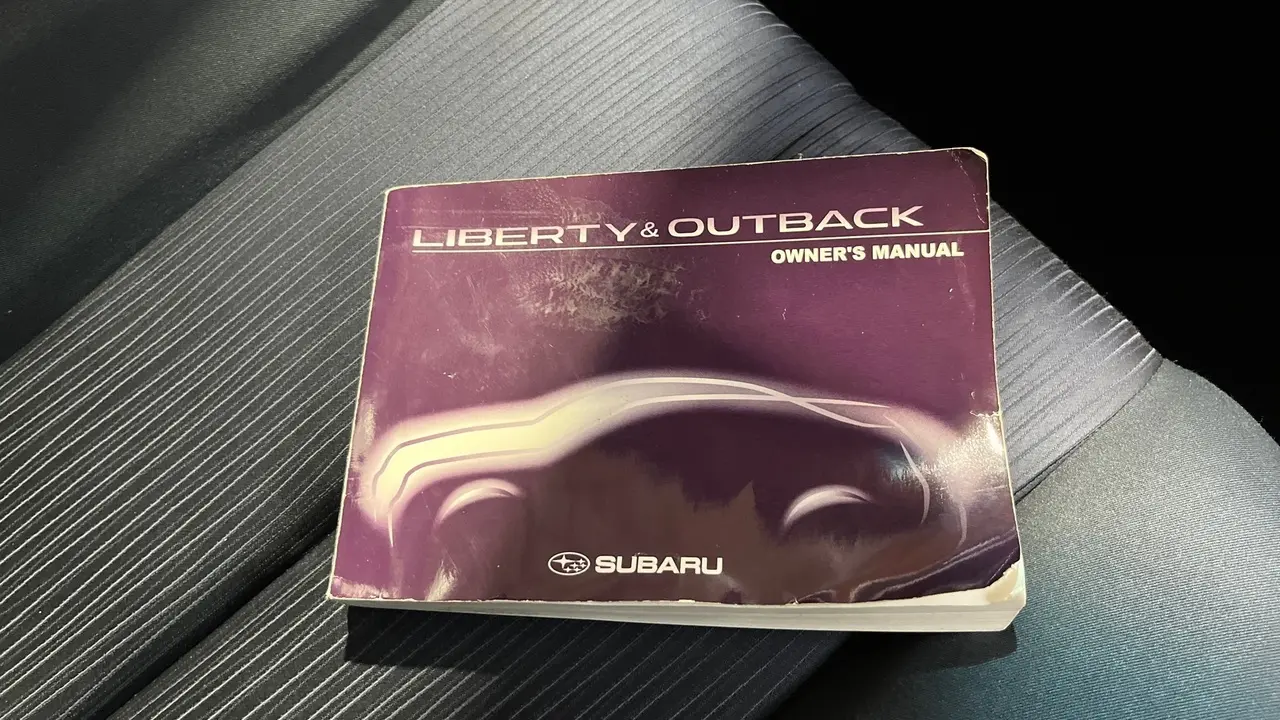 LIBERTY & OUTBACK
OWNER'S MANUAL
SUBARU